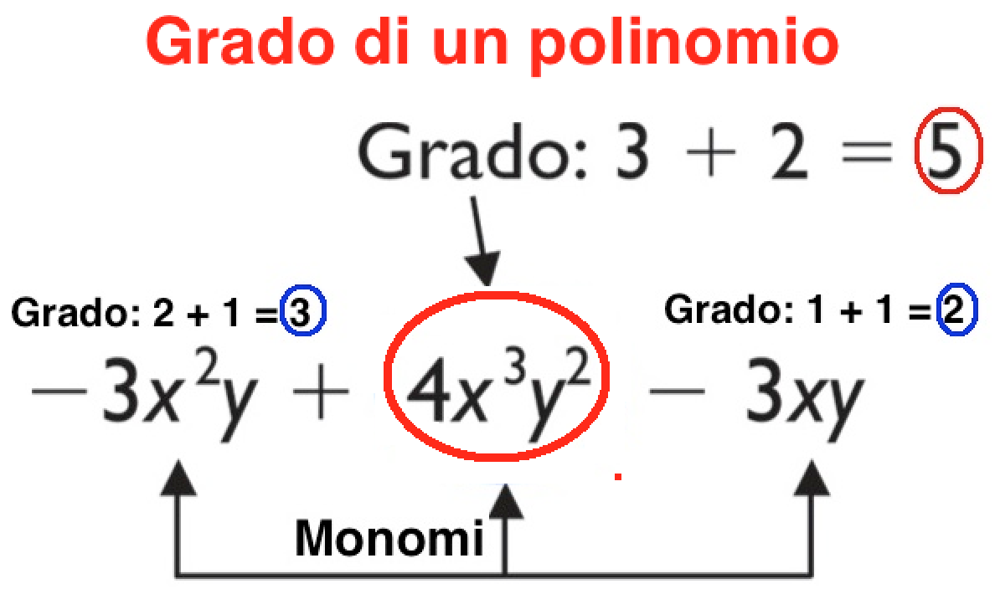 Grado di un polinomio
Grado: 3 + 2 = 5
Grado: 2 + 1 = 3
Grado: 1 + 1 = 2
−3x²y + 4x³y² − 3xy
Monomi